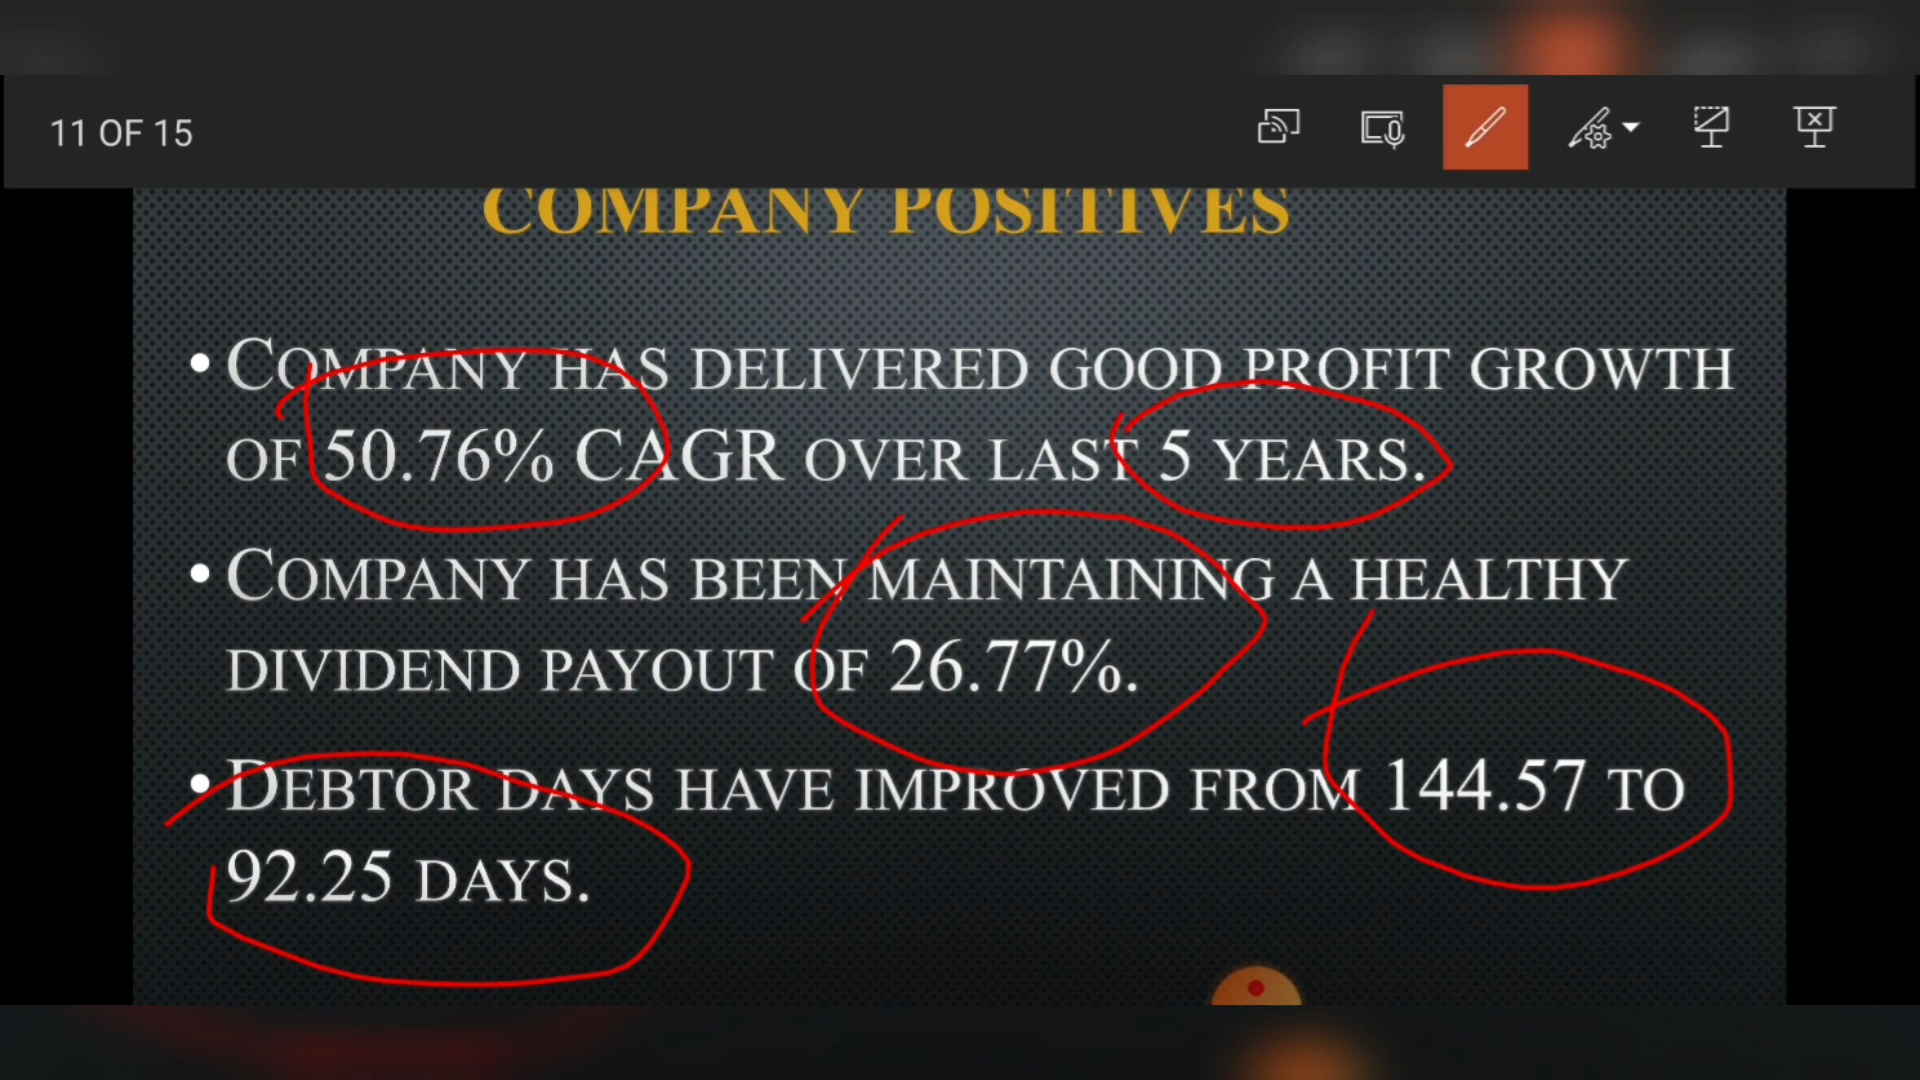 11 OF 15
COMPANY POSITIVES
• COMPANY HAS DELIVERED GOOD PROFIT GROWTH
OF 50.76% CAGR OVER LAST 5 YEARS.
• COMPANY HAS BEEN MAINTAINING A HEALTHY
DIVIDEND PAYOUT OF 26.77%.
• DEBTOR DAYS HAVE IMPROVED FROM 144.57 TO
92.25 DAYS.